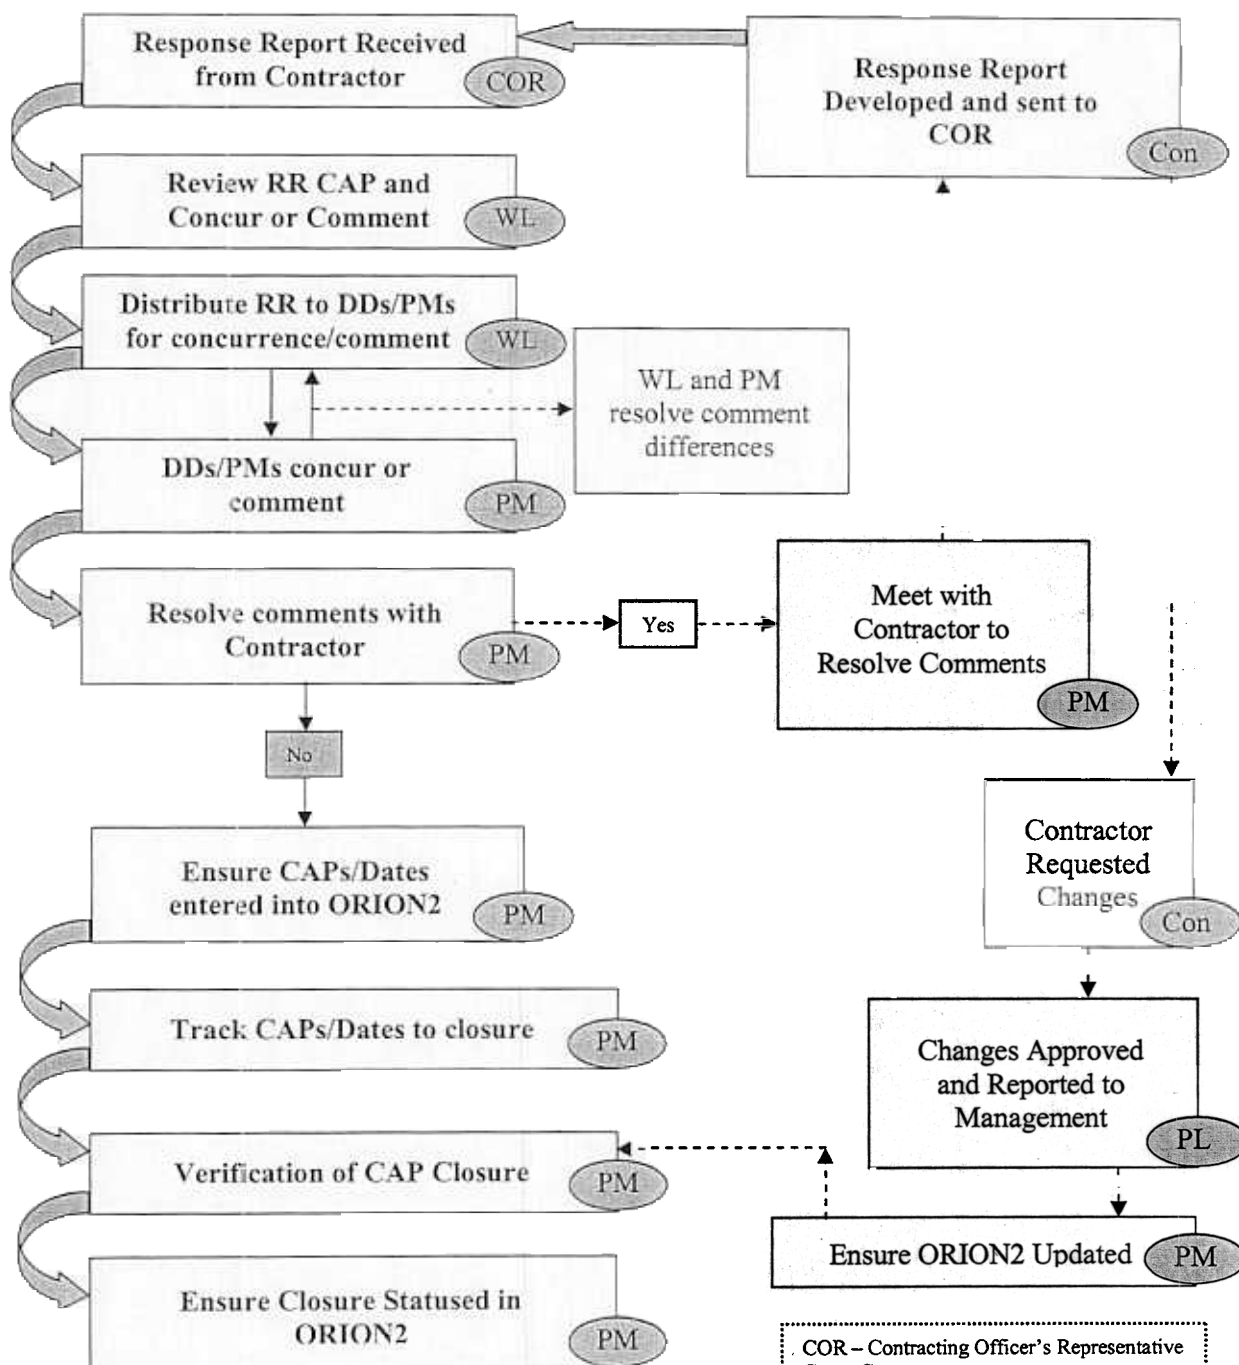 Response Report Received
from Contractor
COR
Response Report
Developed and sent to
COR
Con
Review RR CAP and
Concur or Comment
WL
Distribute RR to DDs/PMs
for concurrence/comment
WL
WL and PM
resolve comment
differences
DDs/PMs concur or
comment
PM
Resolve comments with
Contractor
PM
Yes
Meet with
Contractor to
Resolve Comments
PM
No
Contractor
Requested
Changes
Con
Ensure CAPs/Dates
entered into ORION2
PM
Track CAPs/Dates to closure
PM
Changes Approved
and Reported to
Management
PL
Verification of CAP Closure
PM
Ensure ORION2 Updated
PM
Ensure Closure Statused in
ORION2
PM
COR – Contracting Officer's Representative